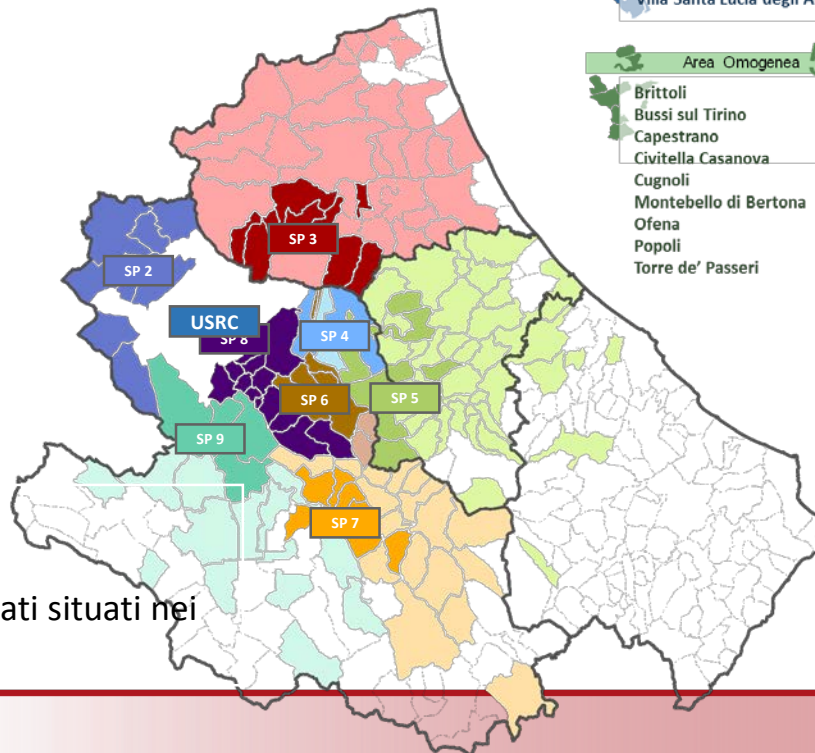 Villa Santa Lucia degli A
Area Omogenea 5
Brittoli
Bussi sul Tirino
Capestrano
Civitella Casanova
Cugnoli
Montebello di Bertona
Ofena
Popoli
Torre de' Passeri
SP 3
SP 2
USRC
SP 8
SP 4
SP 6
SP 5
SP 9
SP 7
ati situati nei